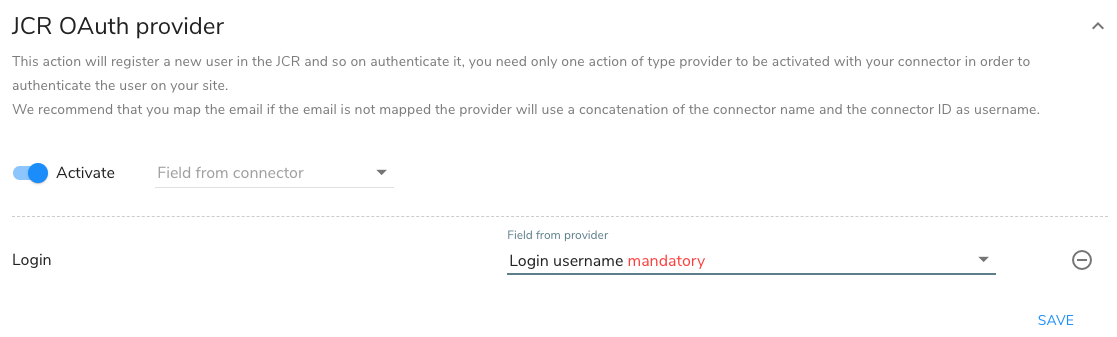 JCR OAuth provider
This action will register a new user in the JCR and so on authenticate it, you need only one action of type provider to be activated with your connector in order to
authenticate the user on your site.
We recommend that you map the email if the email is not mapped the provider will use a concatenation of the connector name and the connector ID as username.
Activate Field from connector
Field from provider
Login Login username mandatory
SAVE